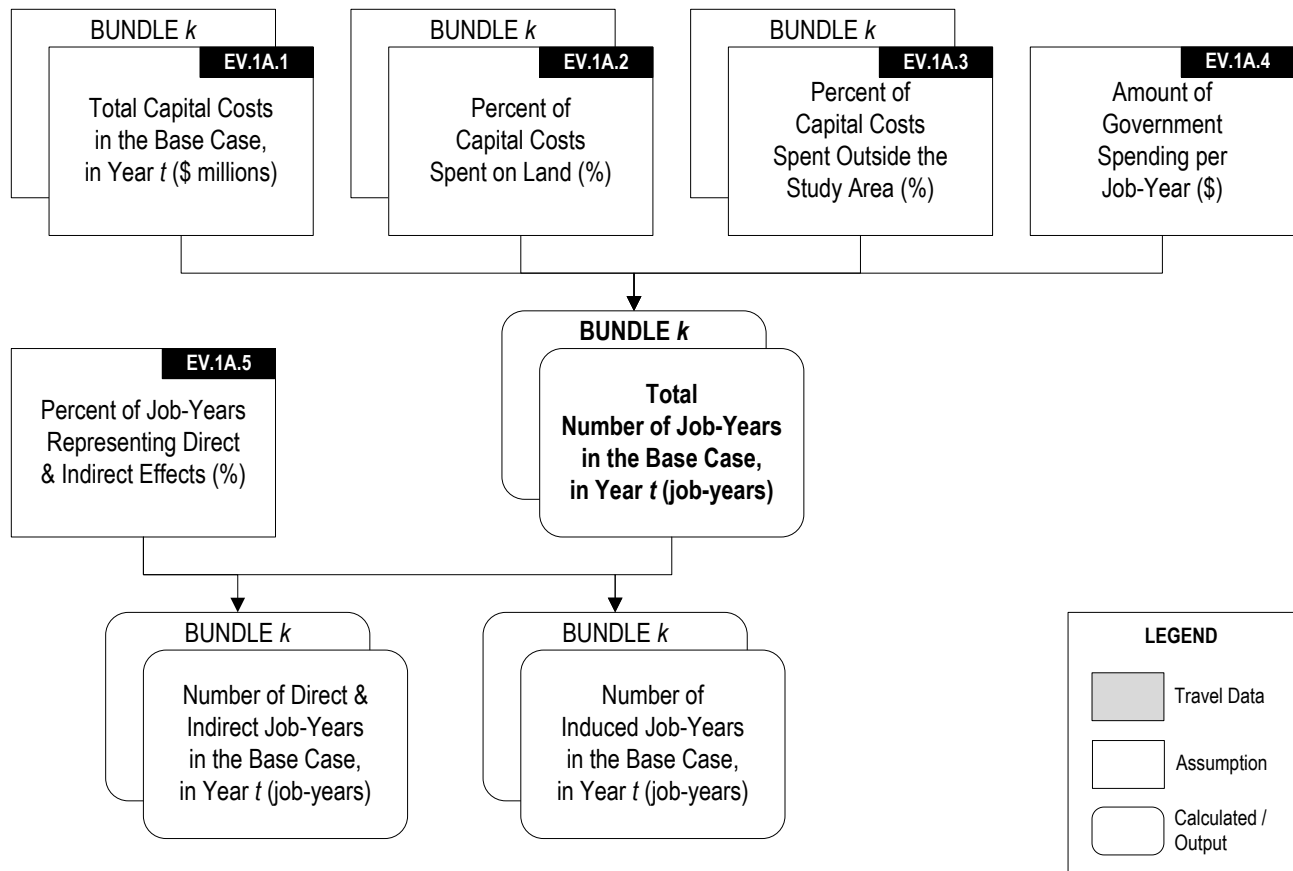 BUNDLE k
EV.1A.1
Total Capital Costs
in the Base Case,
in Year t ($ millions)
BUNDLE k
EV.1A.2
Percent of
Capital Costs
Spent on Land (%)
BUNDLE k
EV.1A.3
Percent of
Capital Costs
Spent Outside the
Study Area (%)
EV.1A.4
Amount of
Government
Spending per
Job-Year ($)
BUNDLE k
Total
Number of Job-Years
in the Base Case,
in Year t (job-years)
EV.1A.5
Percent of Job-Years
Representing Direct
& Indirect Effects (%)
BUNDLE k
Number of Direct &
Indirect Job-Years
in the Base Case,
in Year t (job-years)
BUNDLE k
Number of
Induced Job-Years
in the Base Case,
in Year t (job-years)
LEGEND
Travel Data
Assumption
Calculated /
Output